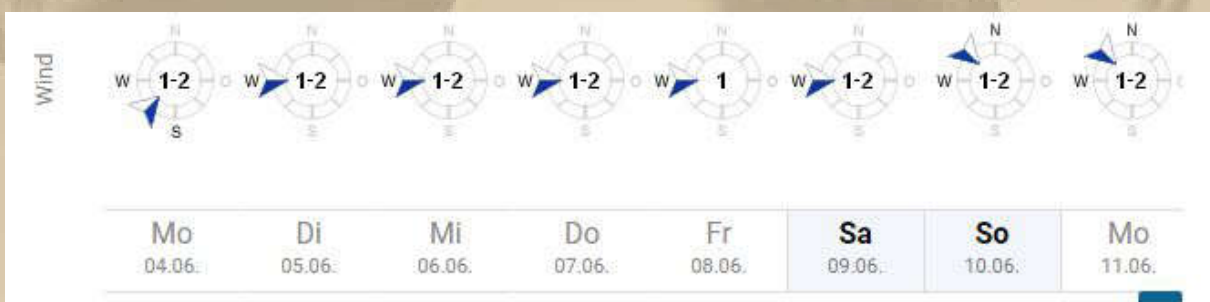 Wind
N N N N N N N N
W 1-2 O W 1-2 O W 1-2 O W 1-2 O W 1 O W 1-2 O W 1-2 O W 1-2
S S S S S S S S
Mo Di Mi Do Fr Sa So Mo
04.06. 05.06. 06.06. 07.06. 08.06. 09.06. 10.06. 11.06.